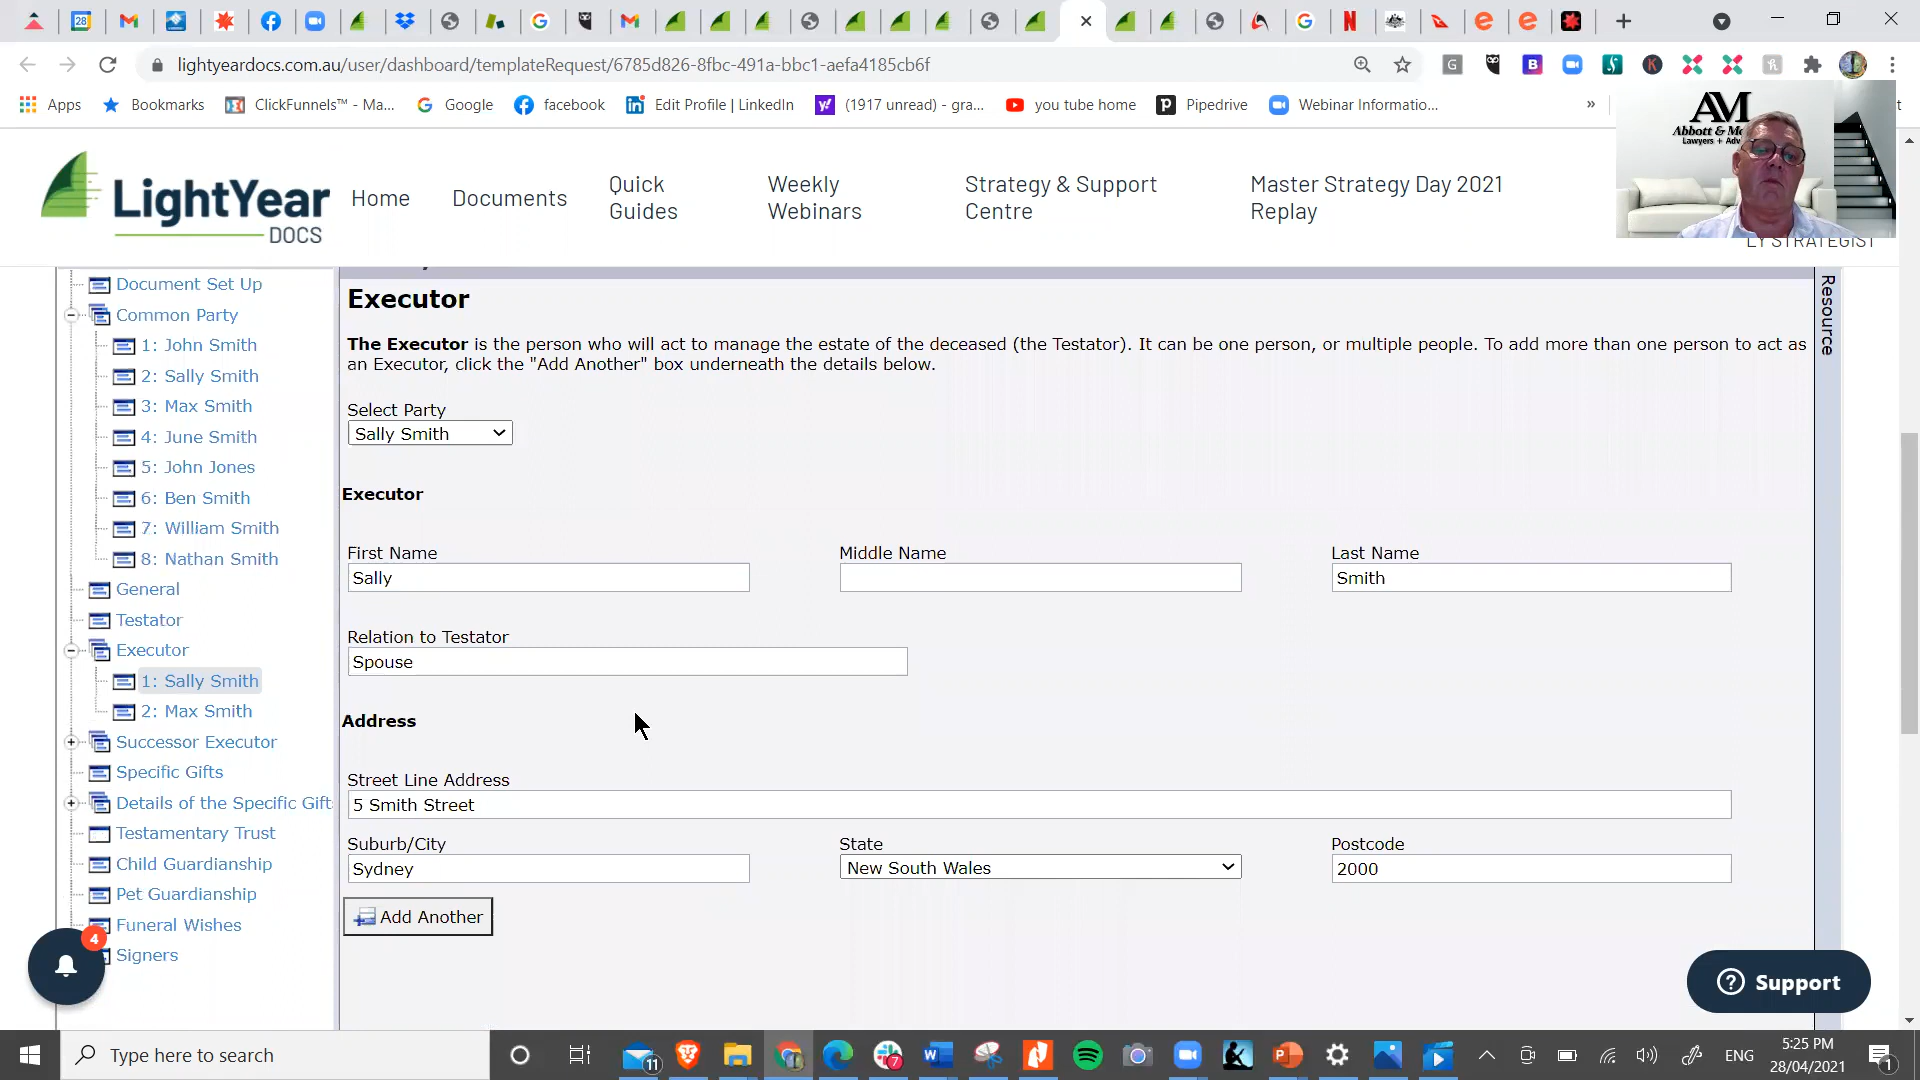 28
lightyeardocs.com.au/user/dashboard/templateRequest/6785d826-8fbc-491a-bbc1-aefa4185cb6f
Apps
Bookmarks
ClickFunnels™ - Ma...
Google
facebook
Edit Profile | LinkedIn
(1917 unread) - gra...
you tube home
Pipedrive
Webinar Informatio...
»
AM
Abbott & Mo
Lawyers + Adv
LightYear
DOCS
Home
Documents
Quick
Guides
Weekly
Webinars
Strategy & Support
Centre
Master Strategy Day 2021
Replay
LY STRATEGIST
Document Set Up
Common Party
1: John Smith
2: Sally Smith
3: Max Smith
4: June Smith
5: John Jones
6: Ben Smith
7: William Smith
8: Nathan Smith
General
Testator
Executor
1: Sally Smith
2: Max Smith
Successor Executor
Specific Gifts
Details of the Specific Gift
Testamentary Trust
Child Guardianship
Pet Guardianship
Funeral Wishes
Signers
4
Executor
The Executor is the person who will act to manage the estate of the deceased (the Testator). It can be one person, or multiple people. To add more than one person to act as
an Executor, click the "Add Another" box underneath the details below.
Select Party
Sally Smith
Executor
First Name
Middle Name
Last Name
Sally
Smith
Relation to Testator
Spouse
Address
Street Line Address
5 Smith Street
Suburb/City
State
Postcode
Sydney
New South Wales
2000
Add Another
Resource
Support
Type here to search
11
7
ENG
5:25 PM
28/04/2021
1